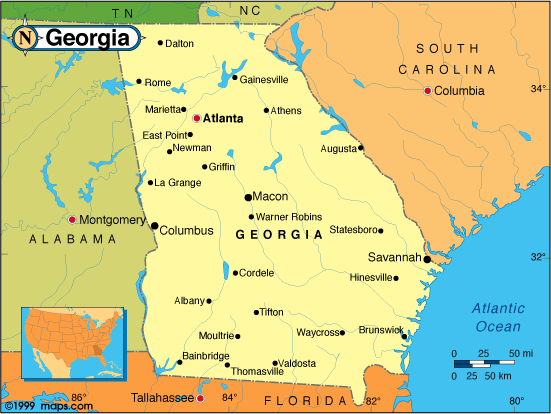 TN
NC
N
Georgia
Dalton
SOUTH
CAROLINA
Rome
Gainesville
34°
Columbia
Marietta
Athens
Atlanta
East Point
Newman
Augusta
Griffin
La Grange
Macon
Montgomery
Warner Robins
Columbus
Statesboro
GEORGIA
ALABAMA
Savannah
32°
Cordele
Hinesville
Albany
Tifton
Atlantic
Ocean
Moultrie
Waycross
Brunswick
0 25 50 mi
Bainbridge
Valdosta
0 25 50 km
Thomasville
86°
Tallahassee
84°
FLORIDA
82°
80°
©1999 maps.com